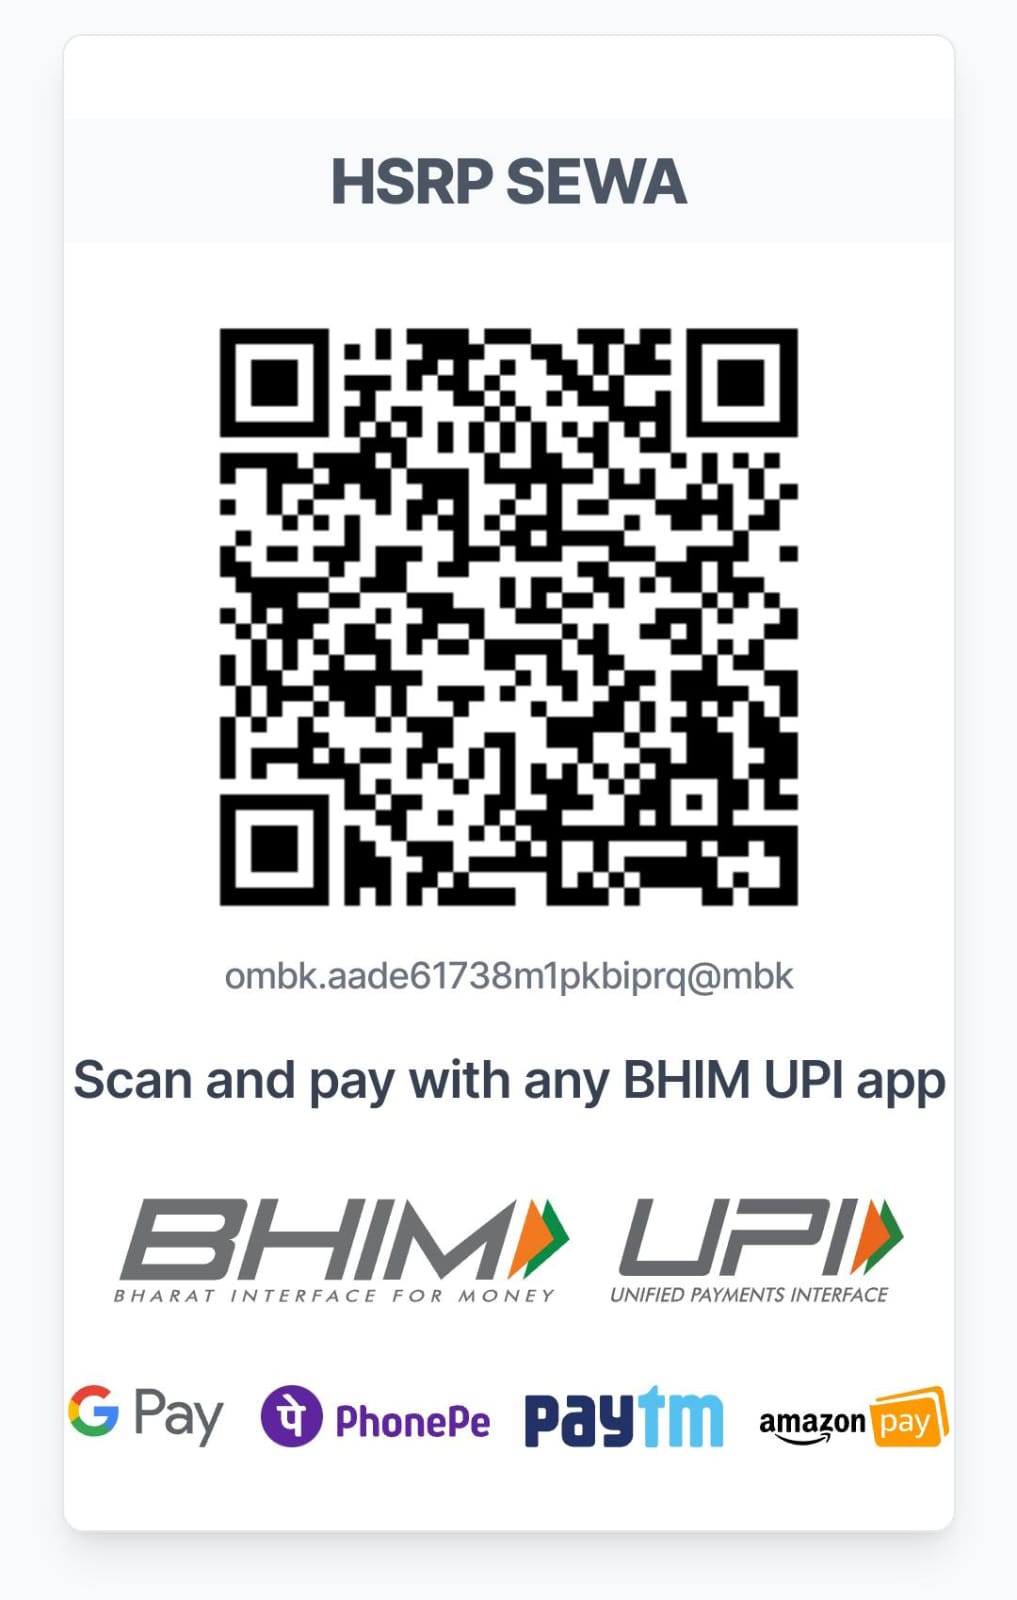 HSRP SEWA
ombk.aade61738m1pkbiprq@mbk
Scan and pay with any BHIM UPI app
BHIM UPI
BHARAT INTERFACE FOR MONEY UNIFIED PAYMENTS INTERFACE
G Pay पे PhonePe paytm amazon pay